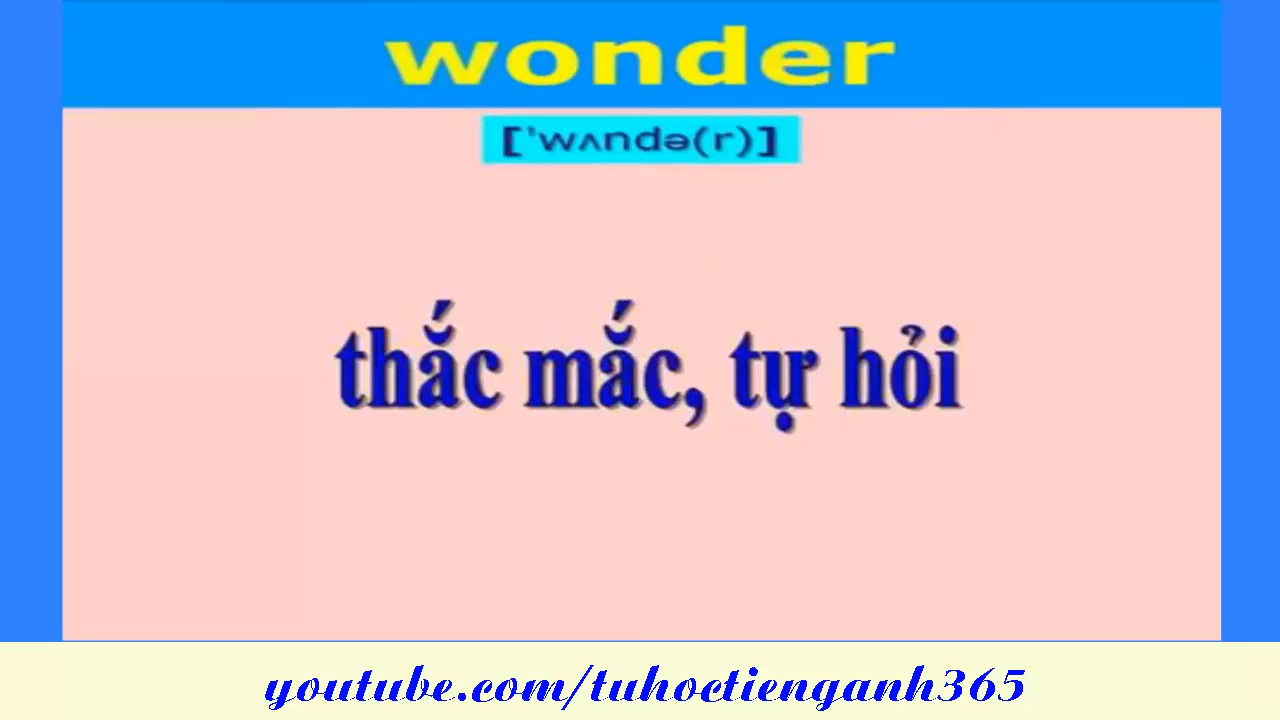 wonder
['wʌndə(r)]
thắc mắc, tự hỏi
youtube.com/tuhoctienganh365